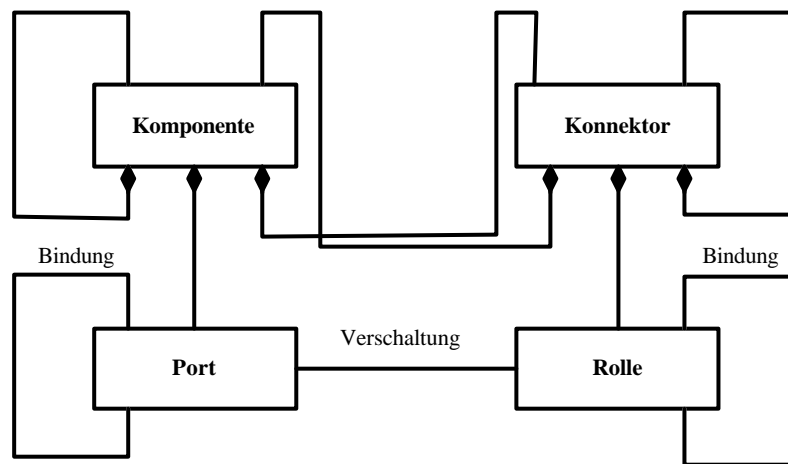 Komponente
Konnektor
Bindung
Bindung
Verschaltung
Port
Rolle